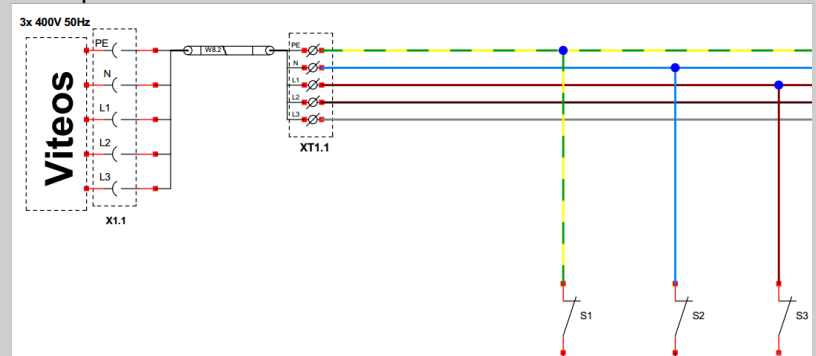 3x 400V 50Hz
Viteos
PE
N
L1
L2
L3
X1.1
W8.2
PE
N
L1
L2
L3
XT1.1
S1
S2
S3